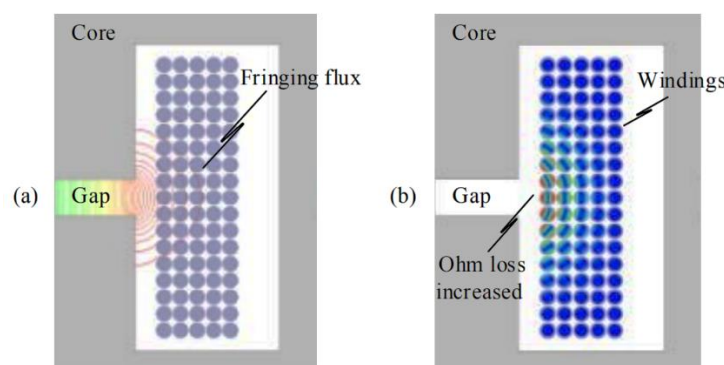 Core
Fringing flux
(a)
Gap
Core
Windings
(b)
Gap
Ohm loss
increased